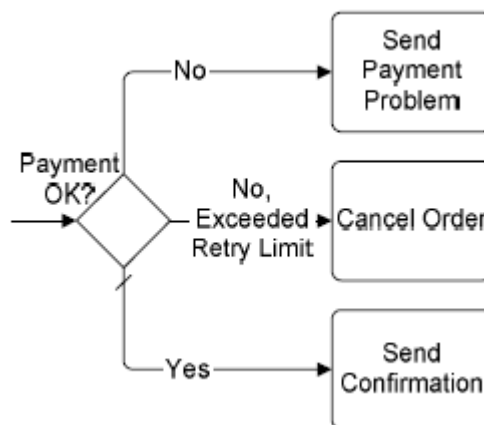 No
Send
Payment
Problem
Payment
OK?
No,
Exceeded
Retry Limit
Cancel Order
Yes
Send
Confirmation